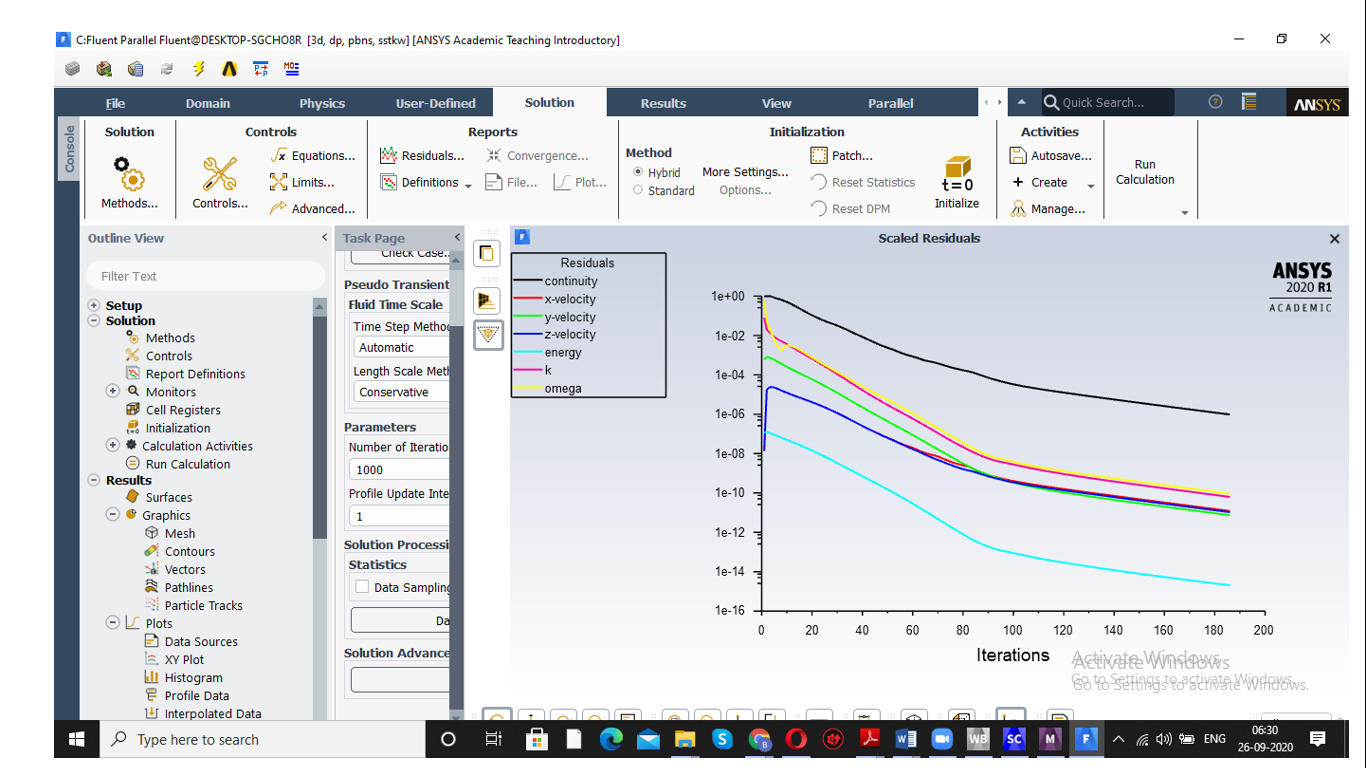 C:Fluent Parallel Fluent@DESKTOP-SGCHO8R [3d, dp, pbns, sstkw] [ANSYS Academic Teaching Introductory]
File Domain Physics User-Defined Solution Results View Parallel Quick Search... ANSYS
Console
Solution
Methods...
Controls
Controls...
Equations...
Limits...
Advanced...
Reports
Residuals... Convergence...
Definitions File... Plot...
Initialization
Method
Hybrid
Standard
More Settings...
Options...
Patch...
Reset Statistics
Reset DPM
t=0
Initialize
Activities
Autosave...
Create
Manage...
Run
Calculation
Outline View
Filter Text
Setup
Solution
Methods
Controls
Report Definitions
Monitors
Cell Registers
Initialization
Calculation Activities
Run Calculation
Results
Surfaces
Graphics
Mesh
Contours
Vectors
Pathlines
Particle Tracks
Plots
Data Sources
XY Plot
Histogram
Profile Data
Interpolated Data
Task Page
Check Case..
Pseudo Transient
Fluid Time Scale
Time Step Metho
Automatic
Length Scale Met
Conservative
Parameters
Number of Iteratio
1000
Profile Update Inte
1
Solution Processi
Statistics
Data Sampling
Da
Solution Advance
Scaled Residuals
Residuals
continuity
x-velocity
y-velocity
z-velocity
energy
k
omega
ANSYS
2020 R1
ACADEMIC
1e+00
1e-02
1e-04
1e-06
1e-08
1e-10
1e-12
1e-14
1e-16
0 20 40 60 80 100 120 140 160 180 200
Iterations
Activate Windows
Go to Settings to activate Windows.
Type here to search
ENG
06:30
26-09-2020